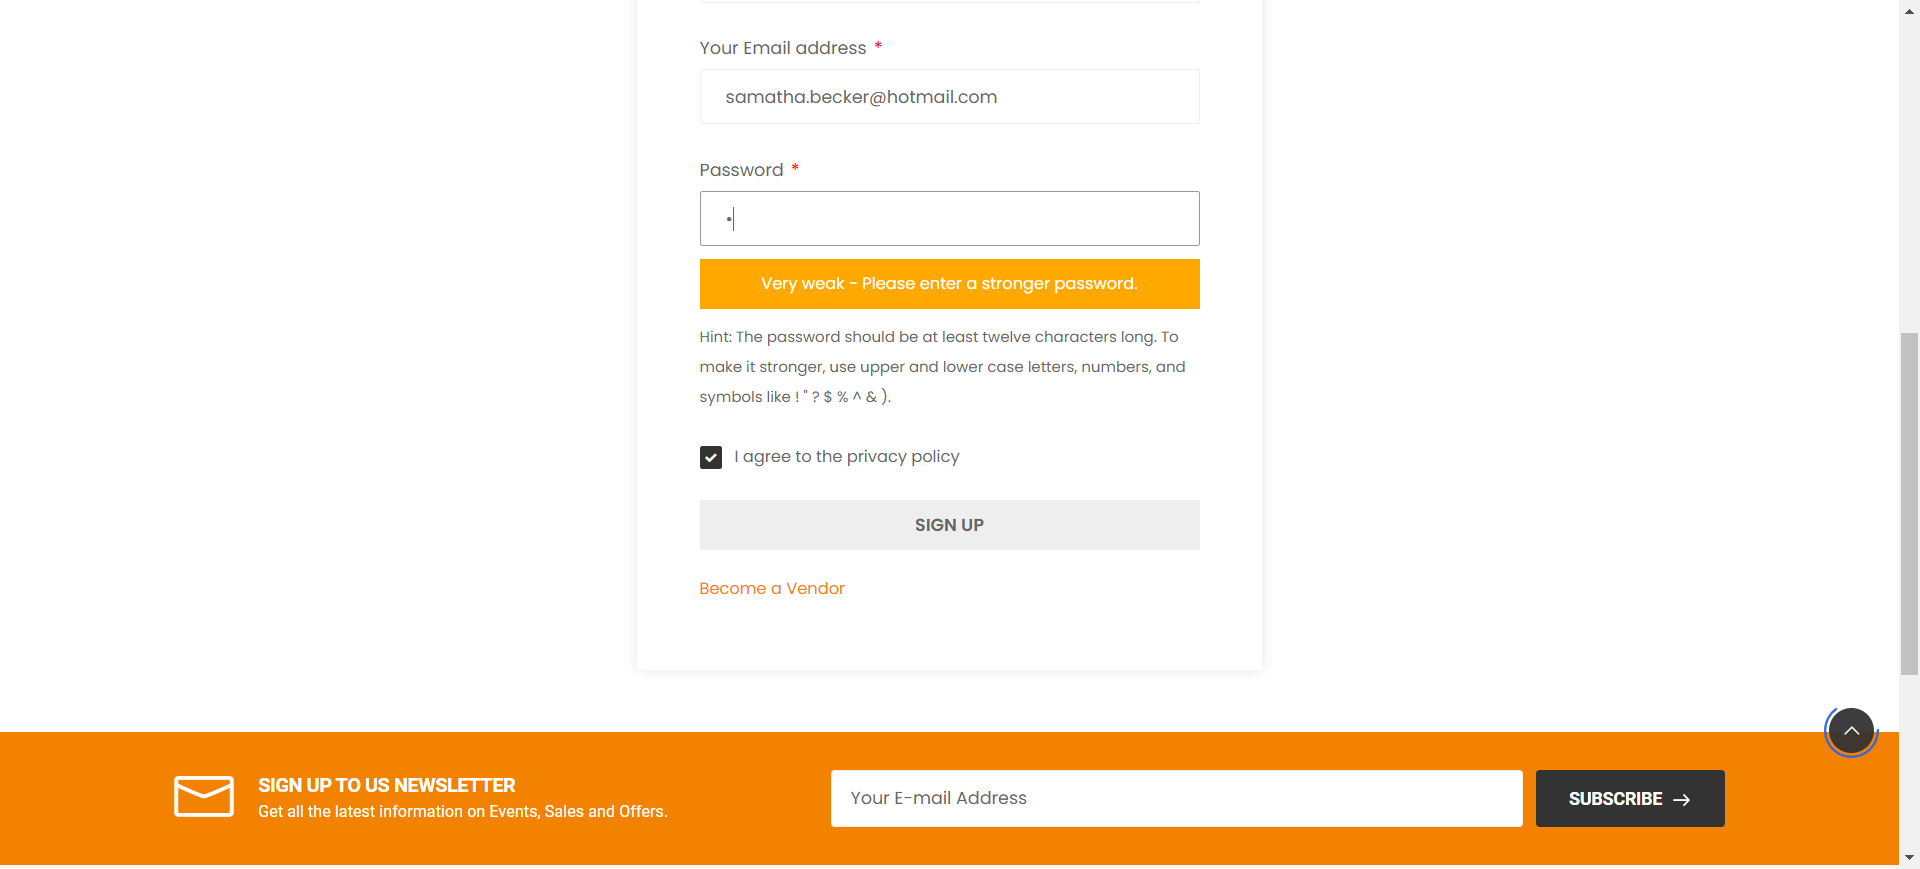 Your Email address *
samatha.becker@hotmail.com
Password *
•
Very weak - Please enter a stronger password.
Hint: The password should be at least twelve characters long. To
make it stronger, use upper and lower case letters, numbers, and
symbols like ! " ? $ % ^ & ).
I agree to the privacy policy
SIGN UP
Become a Vendor
SIGN UP TO US NEWSLETTER
Get all the latest information on Events, Sales and Offers.
Your E-mail Address
SUBSCRIBE →